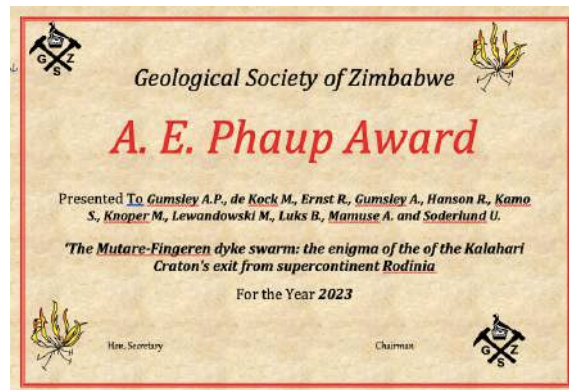 G Z
S
Geological Society of Zimbabwe
A. E. Phaup Award
Presented To Gumsley A.P., de Kock M., Ernst R., Gumsley A., Hanson R., Kamo
S., Knoper M., Lewandowski M., Luks B., Mamuse A. and Soderlund U.
'The Mutare-Fingeren dyke swarm: the enigma of the of the Kalahari
Craton's exit from supercontinent Rodinia
For the Year 2023
Hon. Secretary Chairman
G Z
S